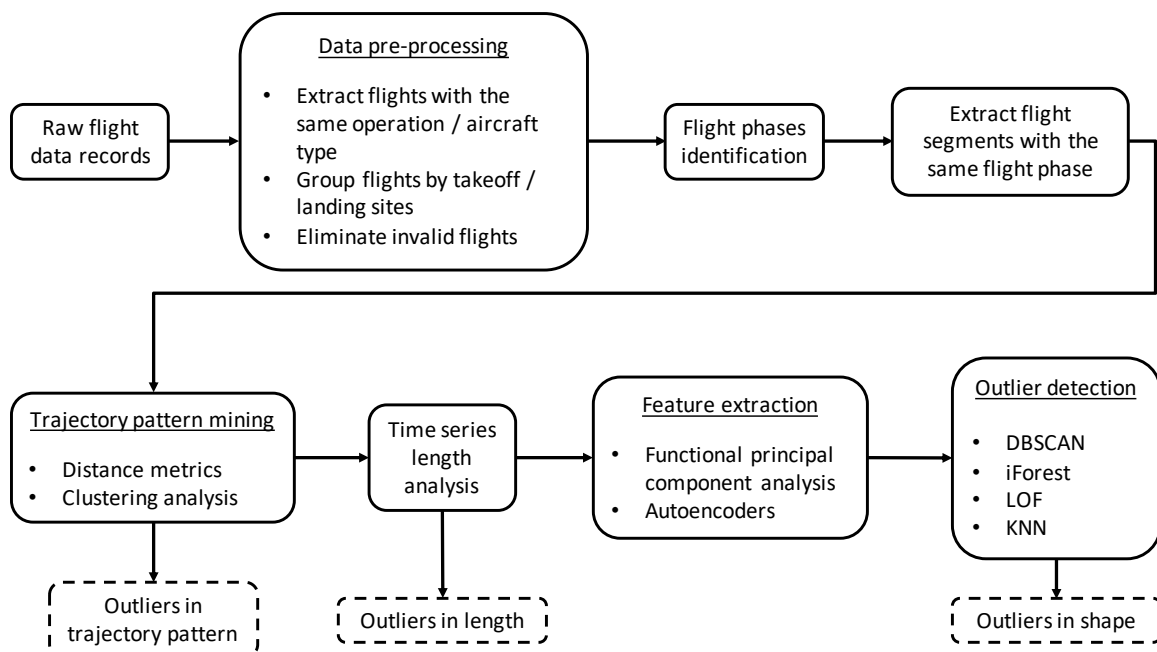 Raw flight
data records
Data pre-processing
• Extract flights with the
same operation / aircraft
type
• Group flights by takeoff /
landing sites
• Eliminate invalid flights
Flight phases
identification
Extract flight
segments with the
same flight phase
Trajectory pattern mining
• Distance metrics
• Clustering analysis
Outliers in
trajectory pattern
Time series
length
analysis
Outliers in length
Feature extraction
• Functional principal
component analysis
• Autoencoders
Outlier detection
• DBSCAN
• iForest
• LOF
• KNN
Outliers in shape